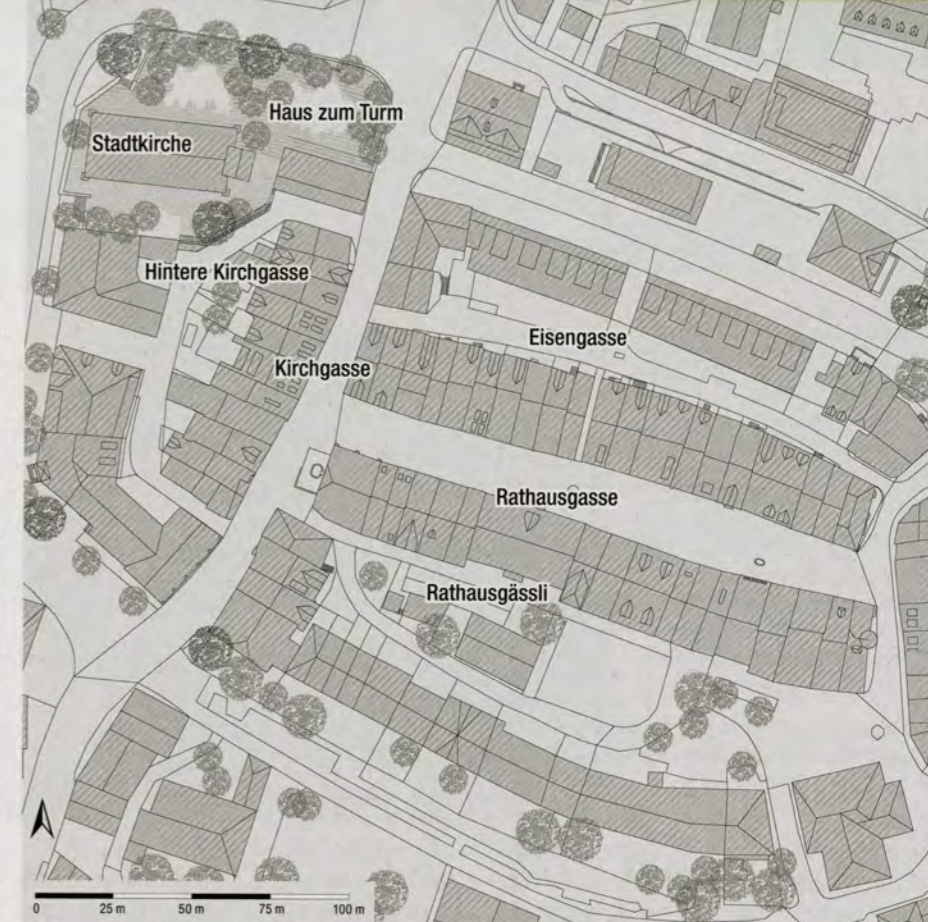 Haus zum Turm
Stadtkirche
Hintere Kirchgasse
Eisengasse
Kirchgasse
Rathausgasse
Rathausgässli
0 25 m 50 m 75 m 100 m